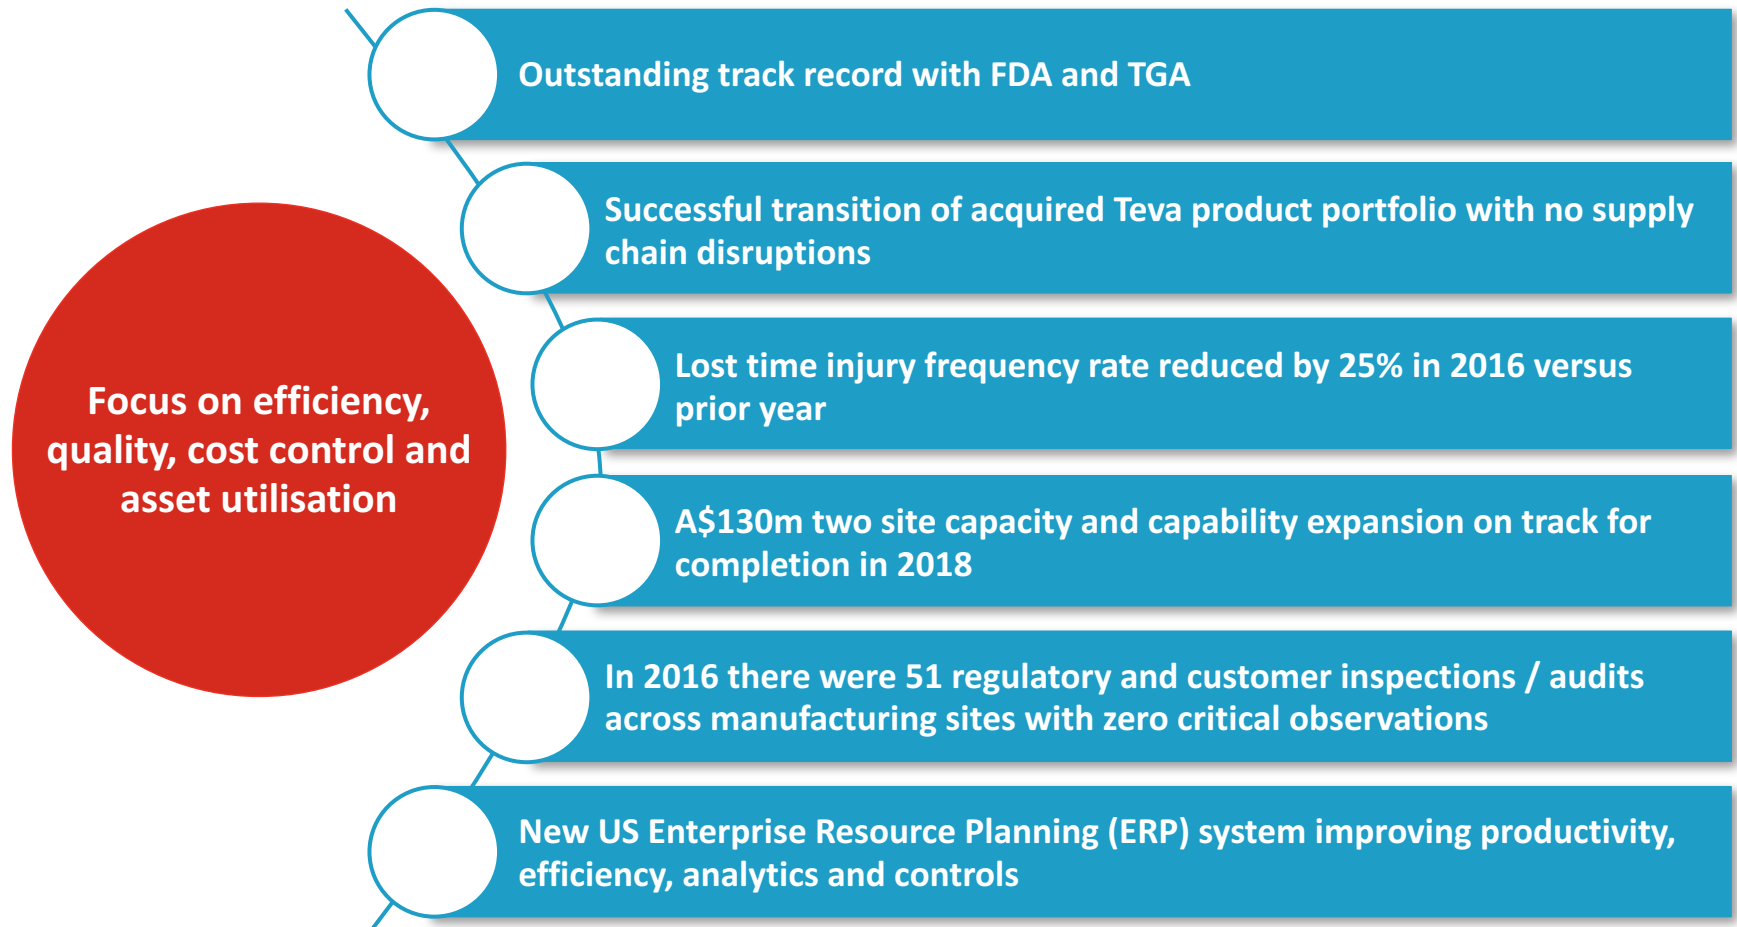 Outstanding track record with FDA and TGA
Successful transition of acquired Teva product portfolio with no supply
chain disruptions
Lost time injury frequency rate reduced by 25% in 2016 versus
prior year
Focus on efficiency,
quality, cost control and
asset utilisation
A$130m two site capacity and capability expansion on track for
completion in 2018
In 2016 there were 51 regulatory and customer inspections / audits
across manufacturing sites with zero critical observations
New US Enterprise Resource Planning (ERP) system improving productivity,
efficiency, analytics and controls